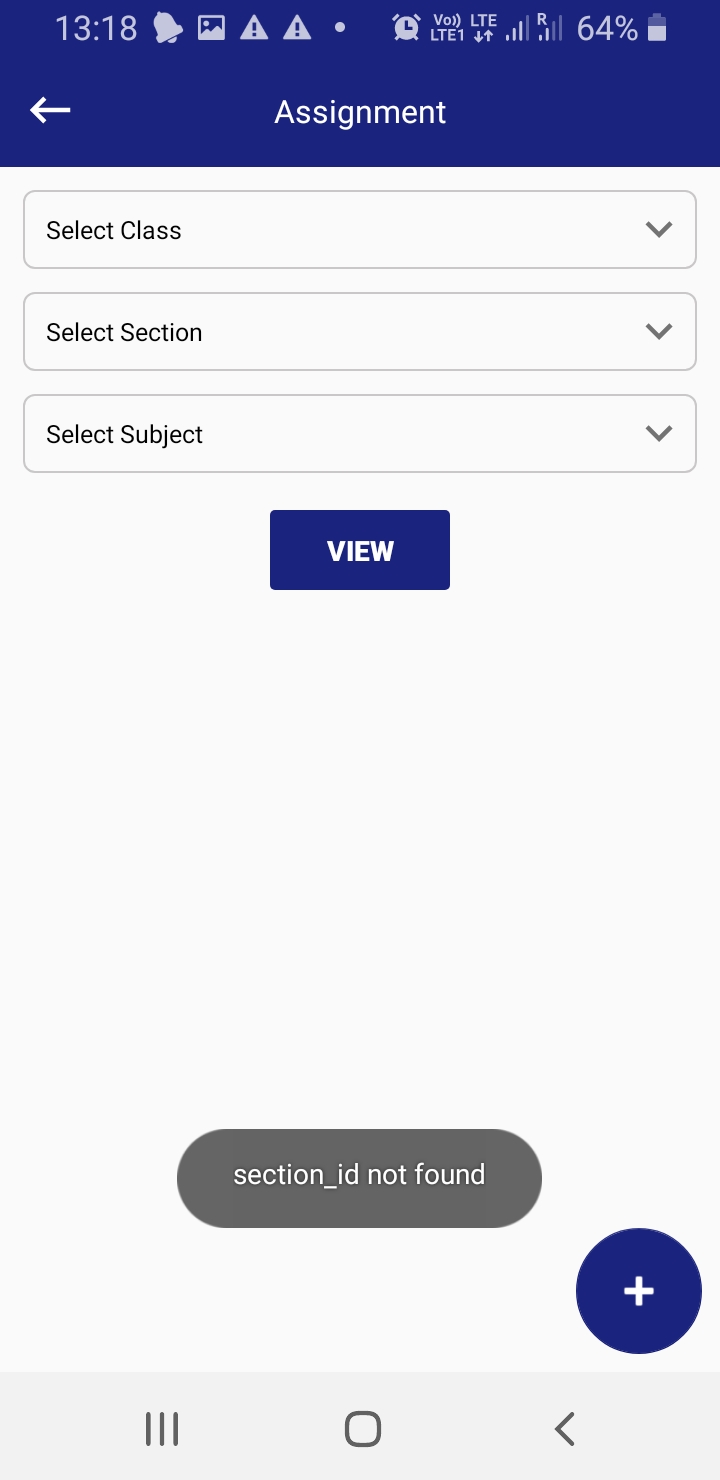 13:18 Vo)) LTE R 64%
LTE1
Assignment
Select Class
Select Section
Select Subject
VIEW
section_id not found